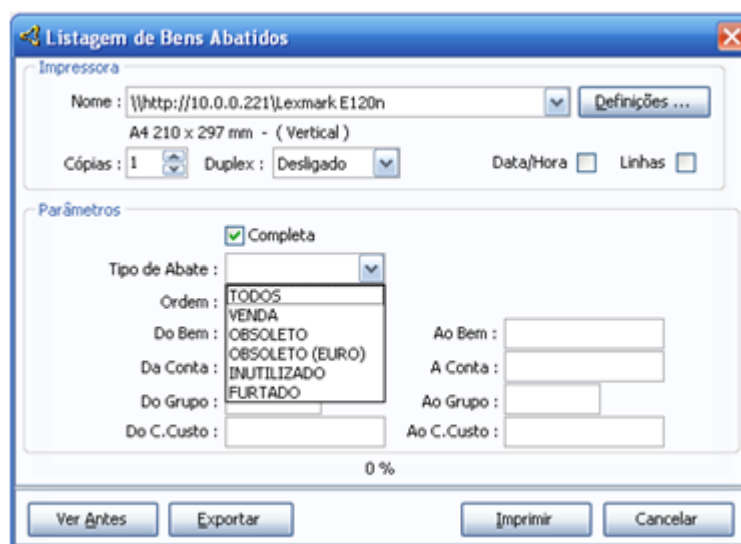 Listagem de Bens Abatidos
Impressora
Nome : \\http://10.0.0.221\Lexmark E120n Definições ...
A4 210 x 297 mm - ( Vertical )
Cópias : 1 Duplex : Desligado Data/Hora Linhas
Parâmetros
Completa
Tipo de Abate :
Ordem : TODOS
VENDA
Do Bem : OBSOLETO Ao Bem :
OBSOLETO (EURO)
Da Conta : INUTILIZADO A Conta :
FURTADO
Do Grupo : Ao Grupo :
Do C.Custo : Ao C.Custo :
0 %
Ver Antes Exportar Imprimir Cancelar